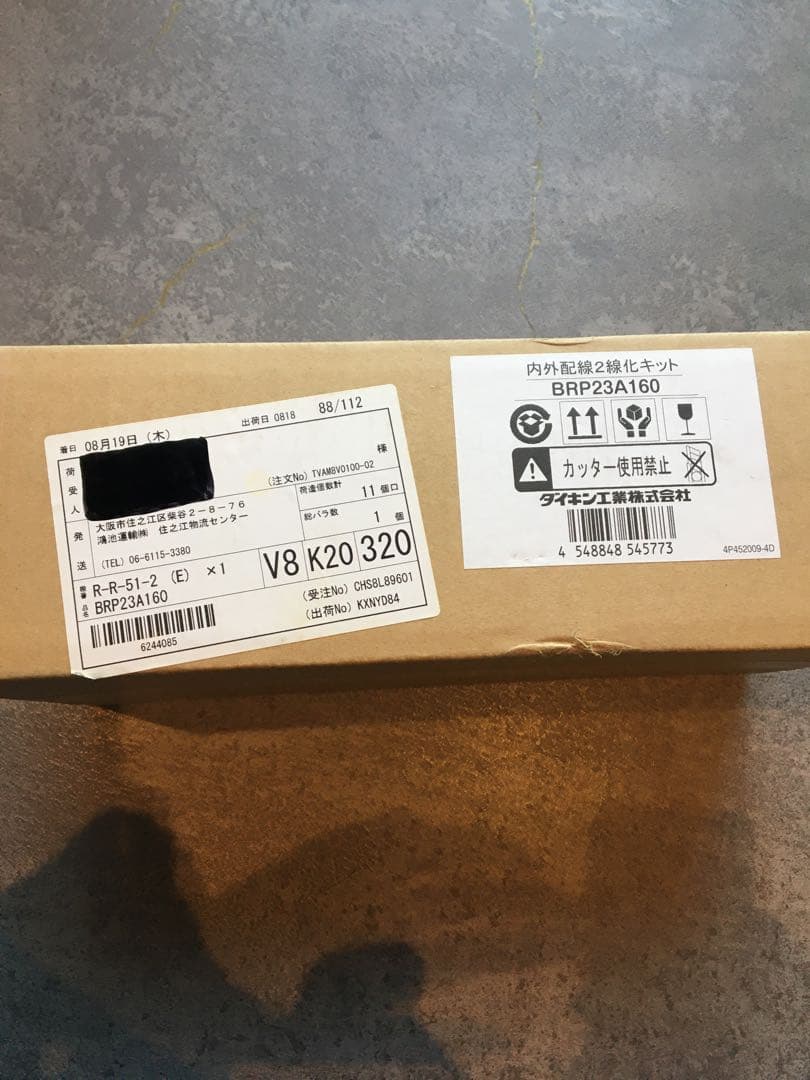 着日 08月19日 (木)
出荷日 0818
88/112
荷受人
様
(注文No) TVAM8V0100-02
発送
大阪市住之江区柴谷2-8-76
鴻池運輸㈱ 住之江物流センター
(TEL) 06-6115-3380
荷造個数計
11 個口
総バラ数
1 個
V8 K20 320
R-R-51-2 (E) ×1
品名 BRP23A160
(受注No) CHS8L89601
(出荷No) KXNYD84
6244085
内外配線2線化キット
BRP23A160
カッター使用禁止
ダイキン工業株式会社
4 548848 545773
4P452009-4D